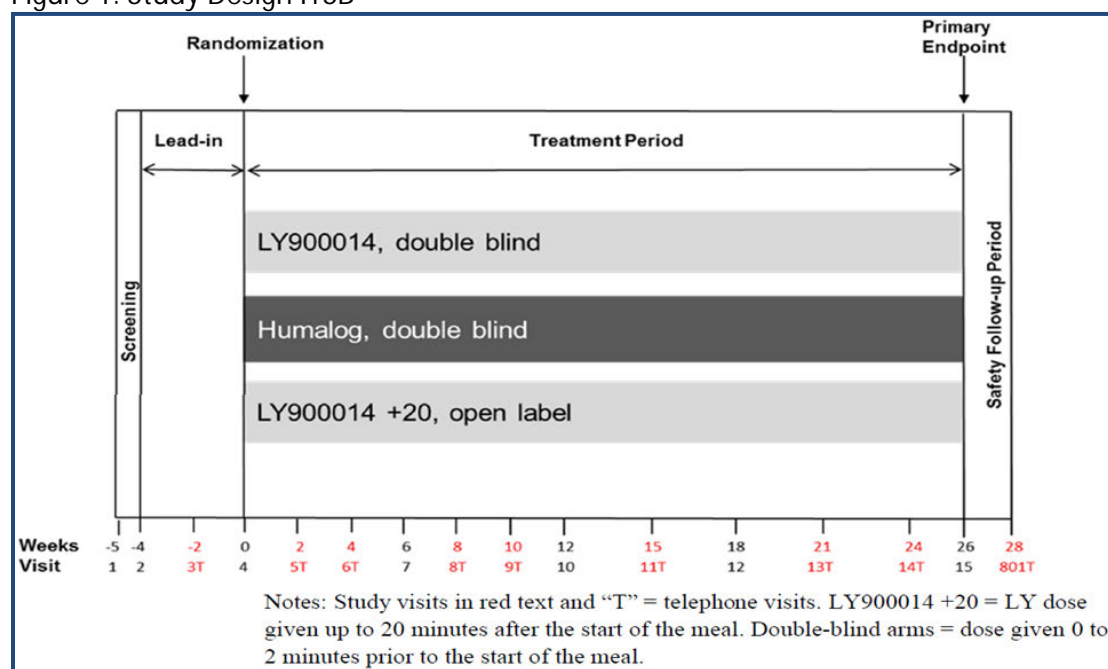 Figure 1. Study Design
Randomization
Primary
Endpoint
Lead-in
Treatment Period
Screening
LY900014, double blind
Humalog, double blind
LY900014 +20, open label
Safety Follow-up Period
Weeks -5 -4 -2 0 2 4 6 8 10 12 15 18 21 24 26 28
Visit 1 2 3T 4 5T 6T 7 8T 9T 10 11T 12 13T 14T 15 801T
Notes: Study visits in red text and “T” = telephone visits. LY900014 +20 = LY dose
given up to 20 minutes after the start of the meal. Double-blind arms = dose given 0 to
2 minutes prior to the start of the meal.